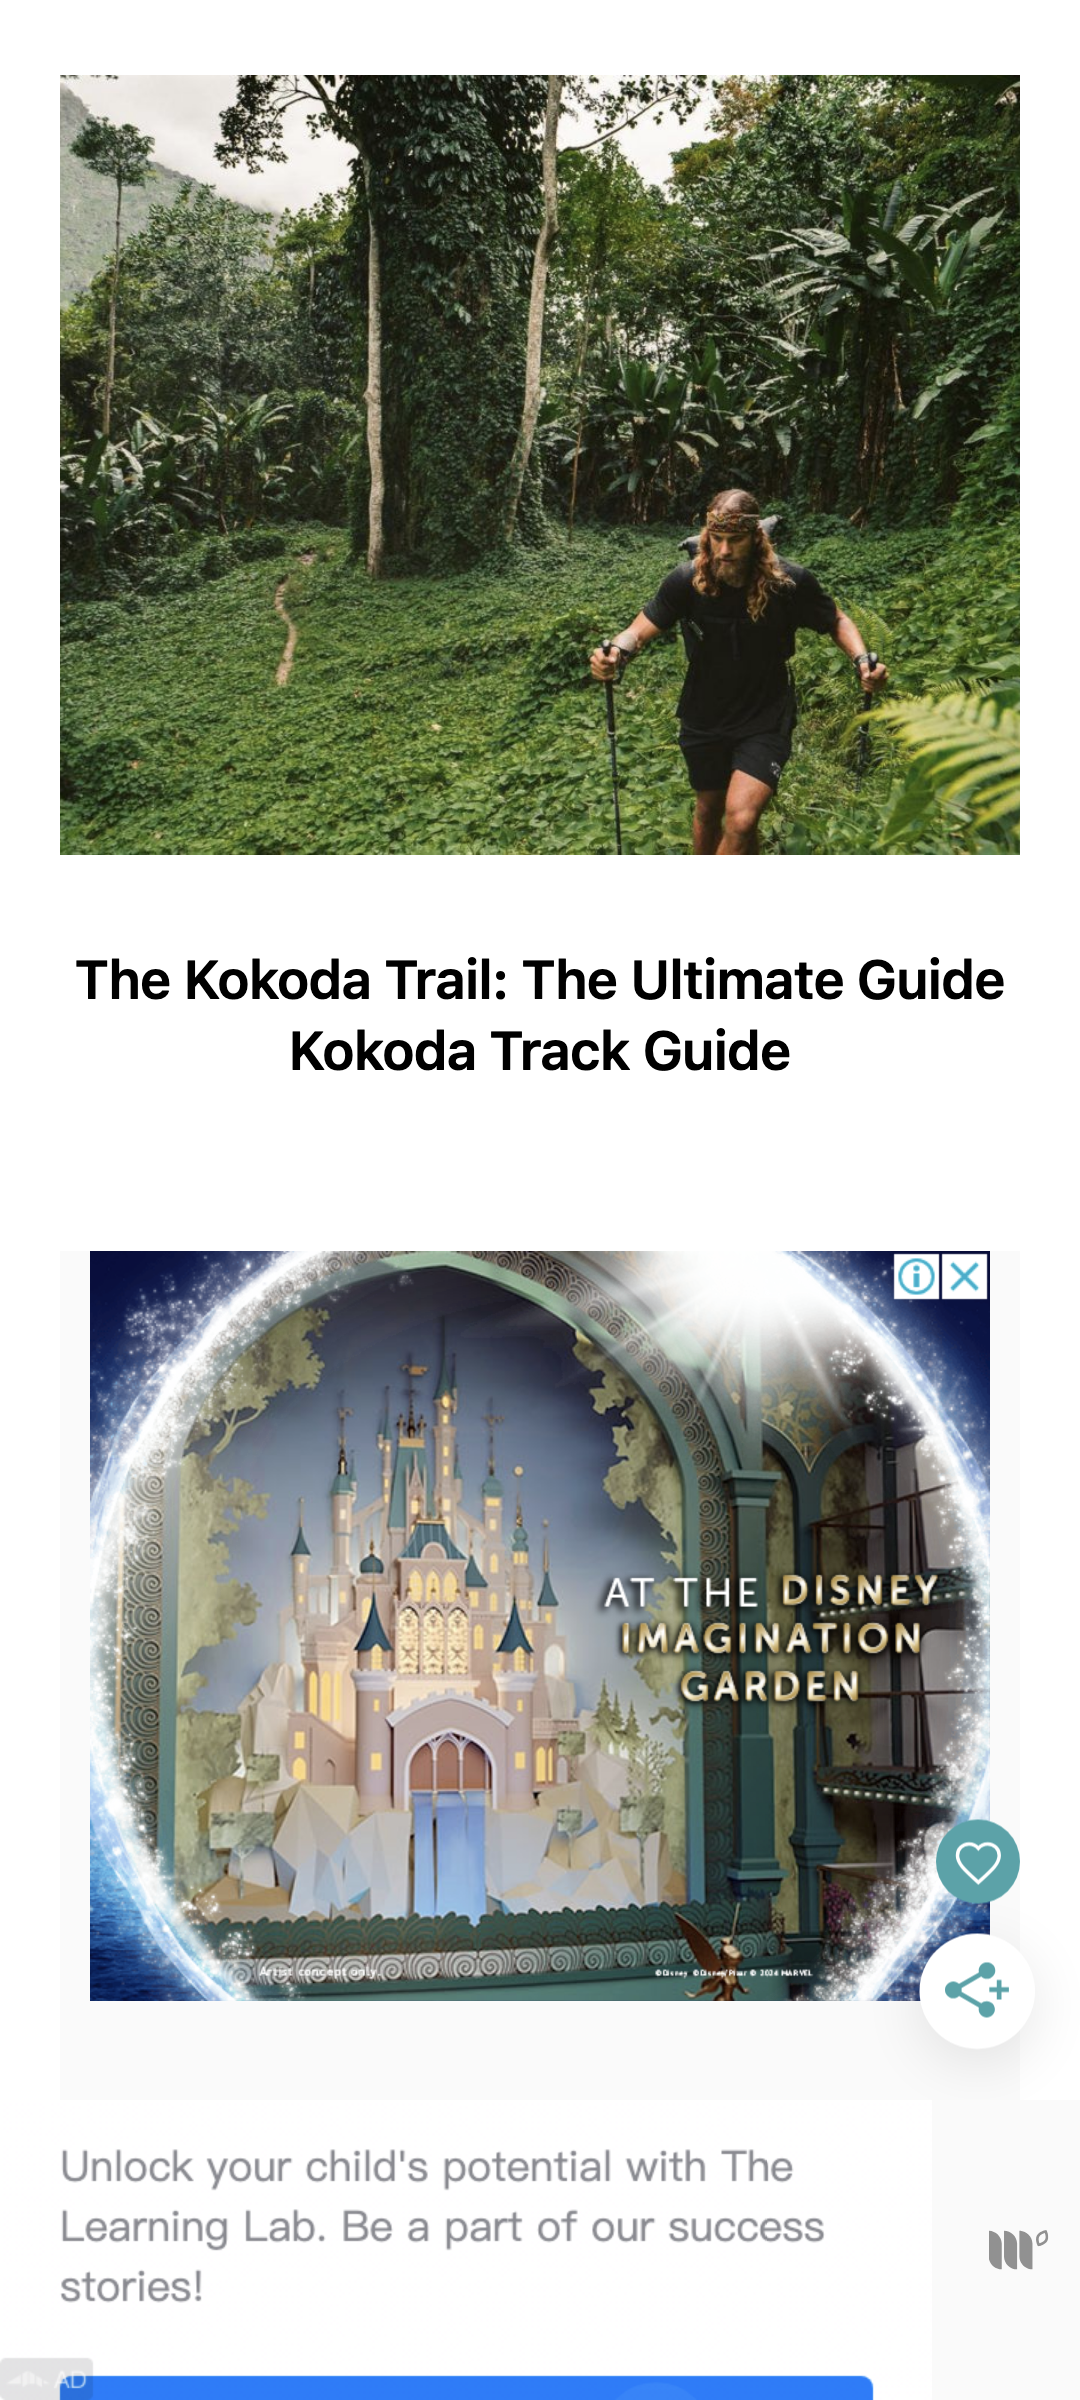 The Kokoda Trail: The Ultimate Guide
Kokoda Track Guide
AT THE DISNEY
IMAGINATION
GARDEN
Artist concept only.
©Disney ©Disney/Pixar © 2024 MARVEL
Unlock your child's potential with The
Learning Lab. Be a part of our success
stories!
AD